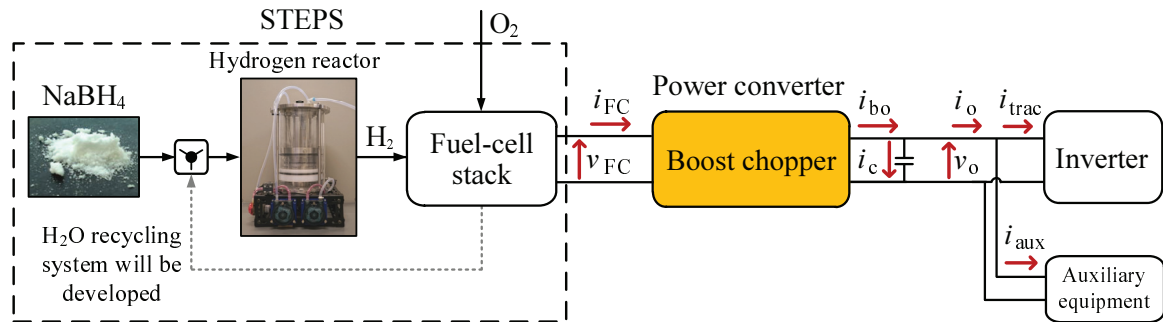 STEPS
O2
Hydrogen reactor
NaBH4
H2
Fuel-cell
stack
H2O recycling
system will be
developed
iFC
vFC
Power converter
Boost chopper
ibo
ic
io
vo
itrac
Inverter
iaux
Auxiliary
equipment